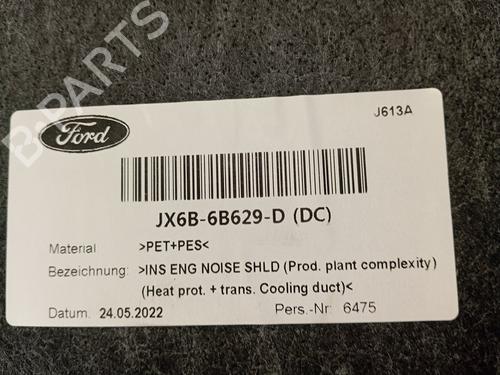 B-PARTS
J613A
Ford
JX6B-6B629-D (DC)
Material >PET+PES<
Bezeichnung: >INS ENG NOISE SHLD (Prod. plant complexity)
(Heat prot. + trans. Cooling duct)<
Datum. 24.05.2022 Pers.-Nr: 6475